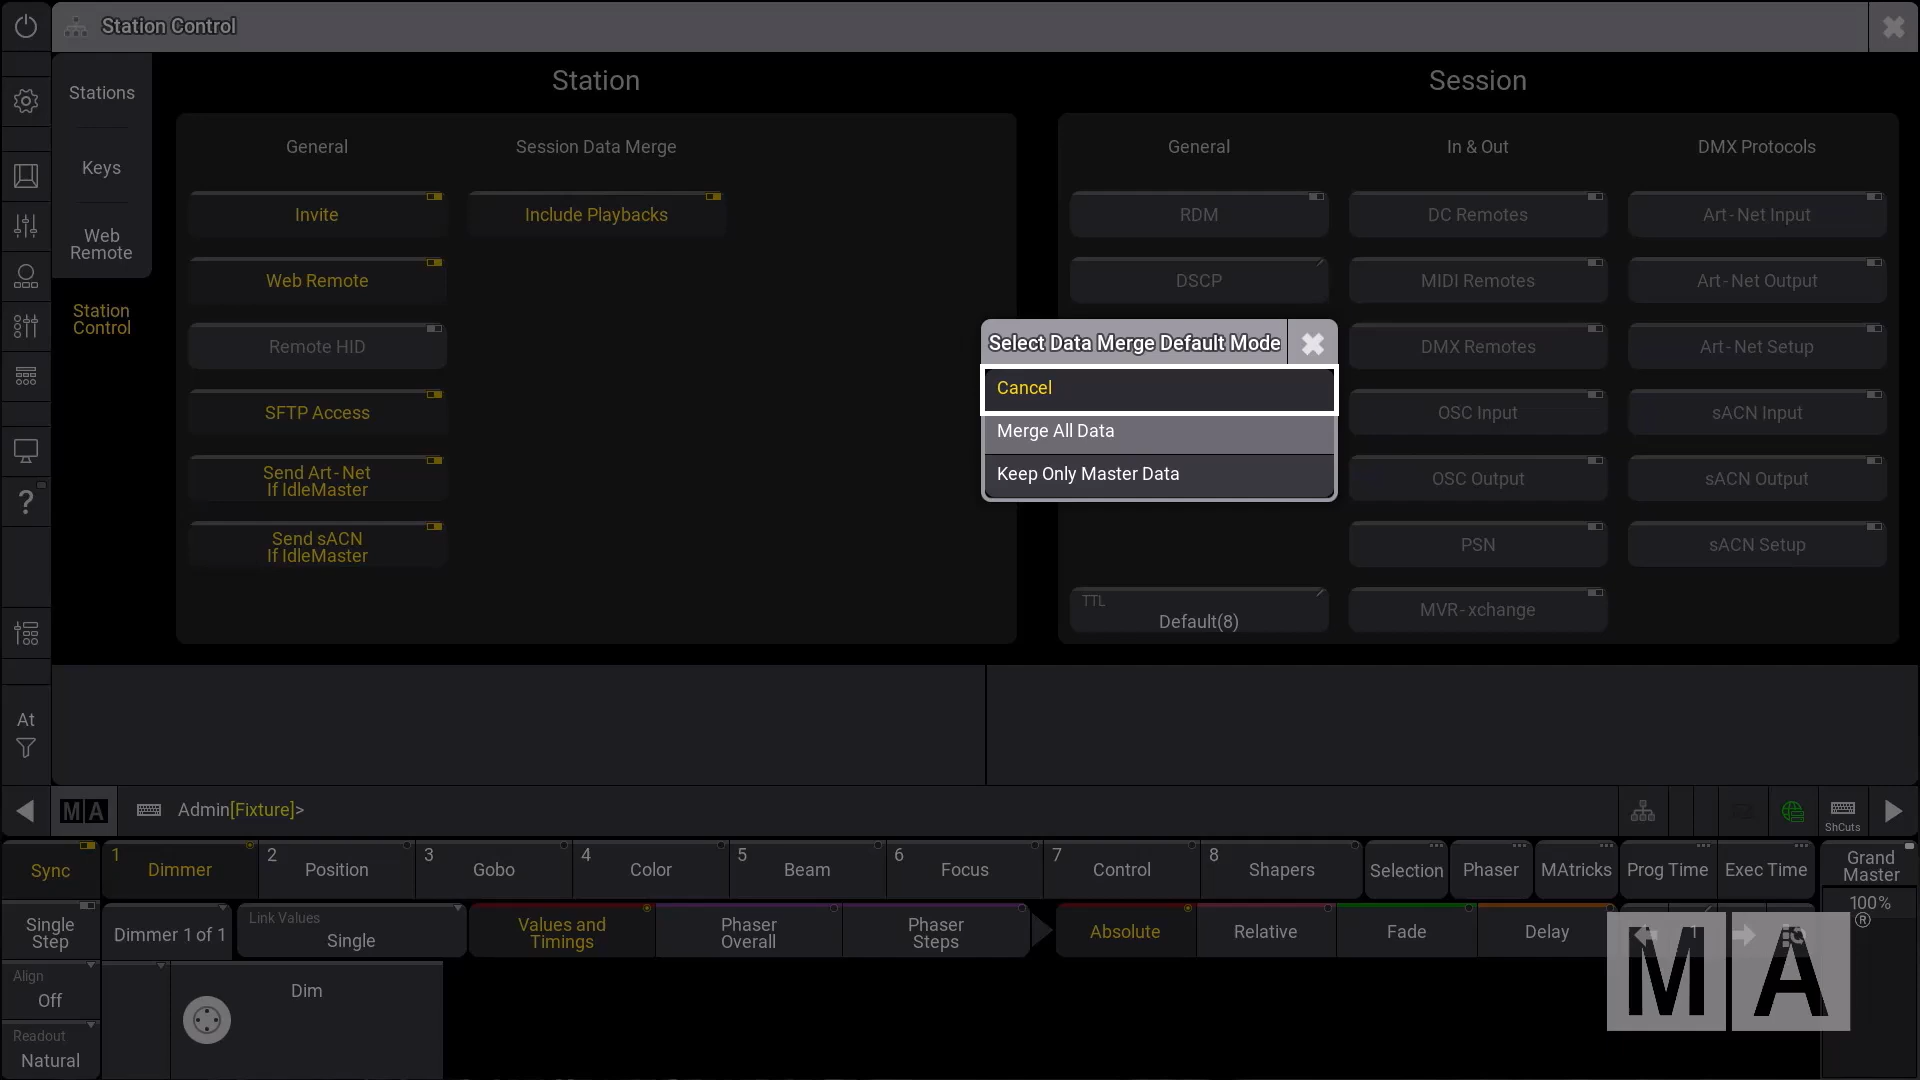 Station Control
Stations
Keys
Web
Remote
Station
Control
Station
General
Session Data Merge
Invite
Include Playbacks
Web Remote
Remote HID
SFTP Access
Send Art-Net
If IdleMaster
Send sACN
If IdleMaster
Session
General
In & Out
DMX Protocols
RDM
DC Remotes
Art-Net Input
DSCP
MIDI Remotes
Art-Net Output
DMX Remotes
Art-Net Setup
OSC Input
sACN Input
OSC Output
sACN Output
PSN
sACN Setup
TTL
Default(8)
MVR-xchange
Select Data Merge Default Mode
Cancel
Merge All Data
Keep Only Master Data
?
At
MA
Admin[Fixture]>
ShCuts
Sync
1 Dimmer
2 Position
3 Gobo
4 Color
5 Beam
6 Focus
7 Control
8 Shapers
Selection
Phaser
MAtricks
Prog Time
Exec Time
Grand
Master
100%
Single
Step
Dimmer 1 of 1
Link Values
Single
Values and
Timings
Phaser
Overall
Phaser
Steps
Absolute
Relative
Fade
Delay
1
Align
Off
Dim
Readout
Natural
MA®